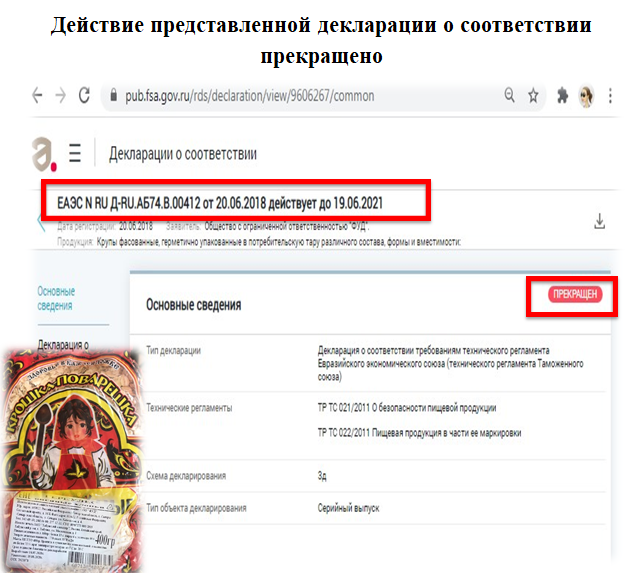 Действие представленной декларации о соответствии
прекращено
pub.fsa.gov.ru/rds/declaration/view/9606267/common
Декларации о соответствии
ЕАЭС N RU Д-RU.АБ74.В.00412 от 20.06.2018 действует до 19.06.2021
Дата регистрации: 20.06.2018 Заявитель: Общество с ограниченной ответственностью "ФУД".
Продукция: Крупы фасованные, герметично упакованные в потребительскую тару различного состава, формы и вместимости:
Основные
сведения
Основные сведения
ПРЕКРАЩЕН
Декларация о
Тип декларации
Декларация о соответствии требованиям технического регламента
Евразийского экономического союза (технического регламента Таможенного
союза)
Технические регламенты
ТР ТС 021/2011 О безопасности пищевой продукции
ТР ТС 022/2011 Пищевая продукция в части ее маркировки
Схема декларирования
3д
Тип объекта декларирования
Серийный выпуск
КРОШКА-ПОВАРЕШКА
400гр